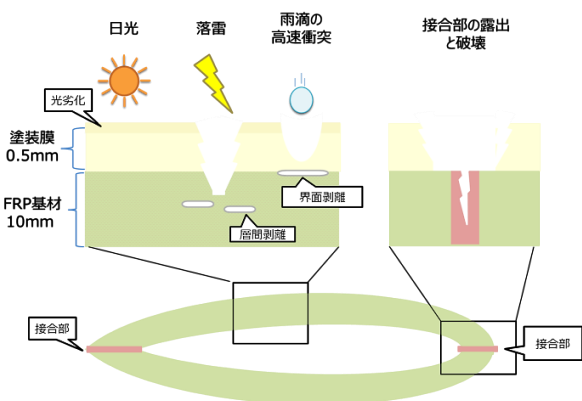 日光
落雷
雨滴の
高速衝突
接合部の露出
と破壊
光劣化
塗装膜
0.5mm
FRP基材
10mm
界面剥離
層間剥離
接合部
接合部